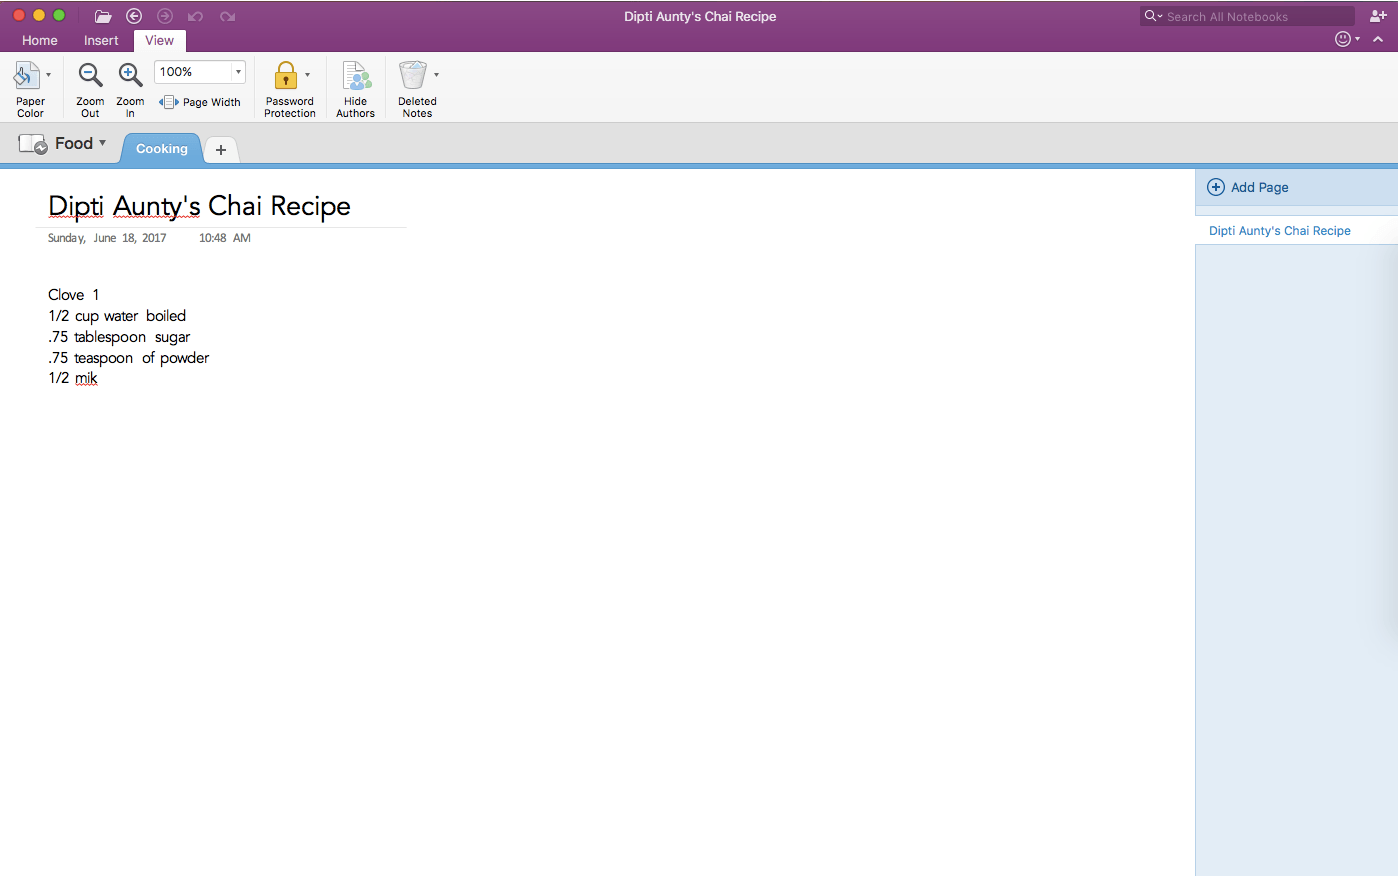 Dipti Aunty's Chai Recipe
Search All Notebooks
Home Insert View
100%
Page Width
Paper Color
Zoom Out
Zoom In
Password Protection
Hide Authors
Deleted Notes
Food
Cooking
+
Dipti Aunty's Chai Recipe
Sunday, June 18, 2017 10:48 AM
Clove 1
1/2 cup water boiled
.75 tablespoon sugar
.75 teaspoon of powder
1/2 mik
Add Page
Dipti Aunty's Chai Recipe